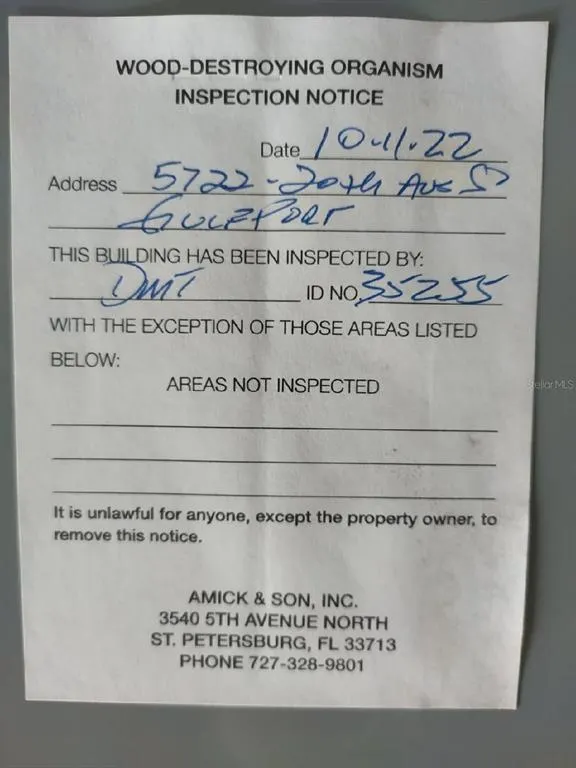 WOOD-DESTROYING ORGANISM
INSPECTION NOTICE
Date 10-11-22
Address 5722 - 20th Ave S
GULFPORT
THIS BUILDING HAS BEEN INSPECTED BY:
DMT ID NO. 35255
WITH THE EXCEPTION OF THOSE AREAS LISTED
BELOW:
AREAS NOT INSPECTED
StellarMLS
It is unlawful for anyone, except the property owner, to
remove this notice.
AMICK & SON, INC.
3540 5TH AVENUE NORTH
ST. PETERSBURG, FL 33713
PHONE 727-328-9801